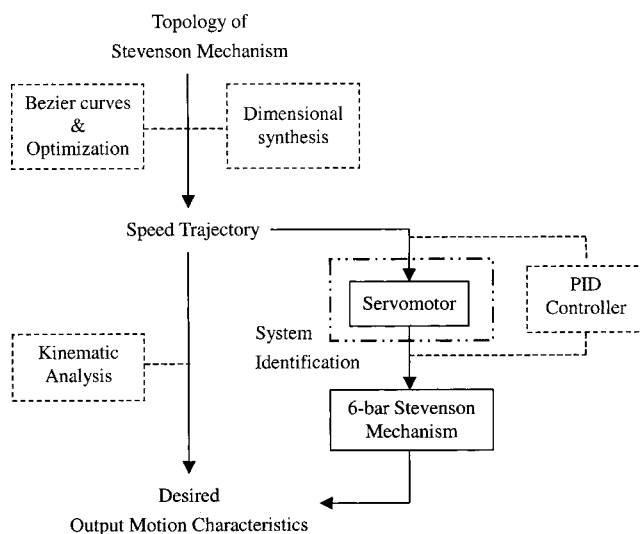 Topology of
Stevenson Mechanism
Bezier curves
&
Optimization
Dimensional
synthesis
Speed Trajectory
Servomotor
PID
Controller
System
Identification
Kinematic
Analysis
6-bar Stevenson
Mechanism
Desired
Output Motion Characteristics